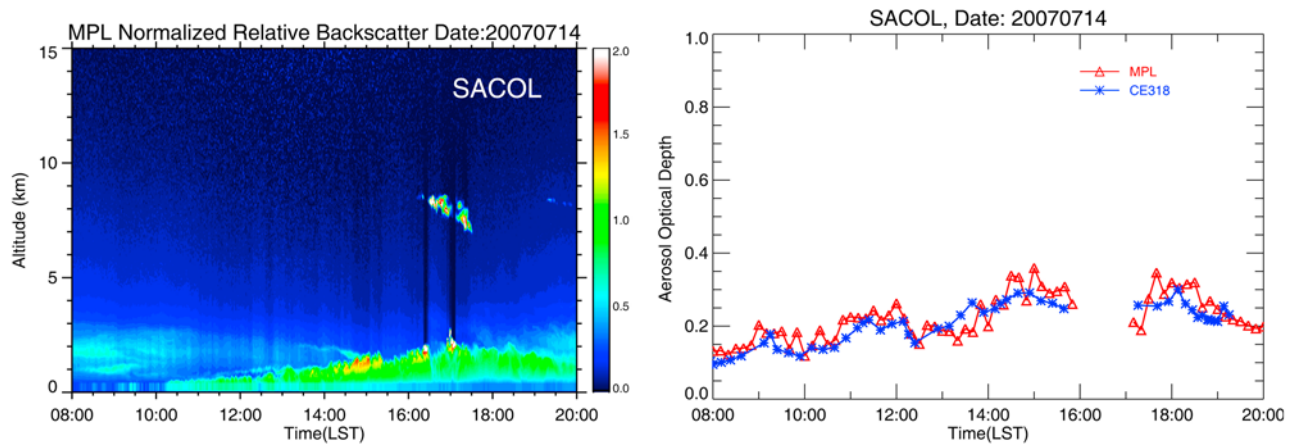 MPL Normalized Relative Backscatter Date:20070714
15
10
5
0
Altitude (km)
SACOL
2.0
1.5
1.0
0.5
0.0
08:00 10:00 12:00 14:00 16:00 18:00 20:00
Time(LST)
SACOL, Date: 20070714
1.0
0.8
0.6
0.4
0.2
0.0
Aerosol Optical Depth
MPL
CE318
08:00 10:00 12:00 14:00 16:00 18:00 20:00
Time(LST)